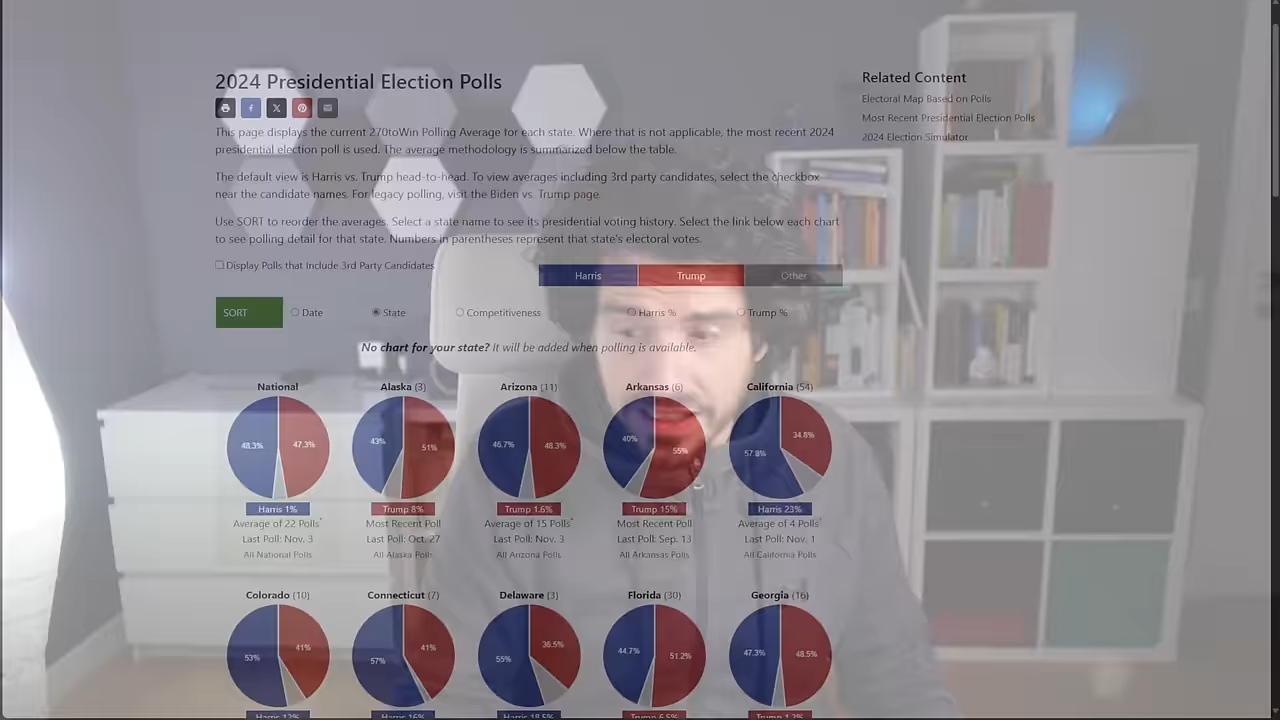 2024 Presidential Election Polls
This page displays the current 270toWin Polling Average for each state. Where that is not applicable, the most recent 2024
presidential election poll is used. The average methodology is summarized below the table.
The default view is Harris vs. Trump head-to-head. To view averages including 3rd party candidates, select the checkbox
near the candidate names. For legacy polling, visit the Biden vs. Trump page.
Use SORT to reorder the averages. Select a state name to see its presidential voting history. Select the link below each chart
to see polling detail for that state. Numbers in parentheses represent that state's electoral votes.
Display Polls that Include 3rd Party Candidates
Harris Trump Other
SORT Date State Competitiveness Harris % Trump %
No chart for your state? It will be added when polling is available.
National Alaska (3) Arizona (11) Arkansas (6) California (54)
48.3% 47.3% 43% 51% 46.7% 48.3% 40% 55% 57.8% 34.8%
Harris 1% Trump 8% Trump 1.6% Trump 15% Harris 23%
Average of 22 Polls* Most Recent Poll Average of 15 Polls* Most Recent Poll Average of 4 Polls*
Last Poll: Nov. 3 Last Poll: Oct. 27 Last Poll: Nov. 3 Last Poll: Sep. 13 Last Poll: Nov. 1
All National Polls All Alaska Polls All Arizona Polls All Arkansas Polls All California Polls
Colorado (10) Connecticut (7) Delaware (3) Florida (30) Georgia (16)
53% 41% 57% 41% 55% 36.5% 44.7% 51.2% 47.3% 48.5%
Harris 12% Harris 16% Harris 18.5% Trump 6.5% Trump 1.2%
Related Content
Electoral Map Based on Polls
Most Recent Presidential Election Polls
2024 Election Simulator